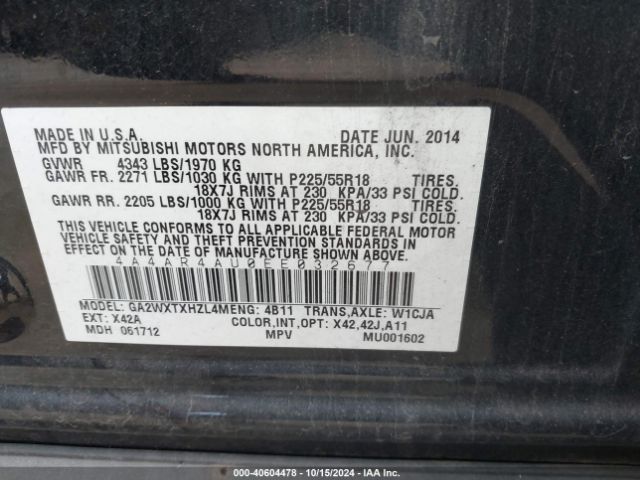 MADE IN U.S.A. DATE JUN. 2014
MFD BY MITSUBISHI MOTORS NORTH AMERICA, INC.
GVWR 4343 LBS/1970 KG
GAWR FR. 2271 LBS/1030 KG WITH P225/55R18 TIRES,
18X7J RIMS AT 230 KPA/33 PSI COLD.
GAWR RR. 2205 LBS/1000 KG WITH P225/55R18 TIRES,
18X7J RIMS AT 230 KPA/33 PSI COLD.
THIS VEHICLE CONFORMS TO ALL APPLICABLE FEDERAL MOTOR
VEHICLE SAFETY AND THEFT PREVENTION STANDARDS IN
EFFECT ON THE DATE OF MANUFACTURE SHOWN ABOVE.
4A4AR4AU0EE032677
MODEL: GA2WXTXHZL4MENG: 4B11 TRANS,AXLE: W1CJA
EXT: X42A COLOR,INT,OPT: X42,42J,A11
MDH 061712 MPV MU001602
000-40604478 - 10/15/2024 - IAA Inc.